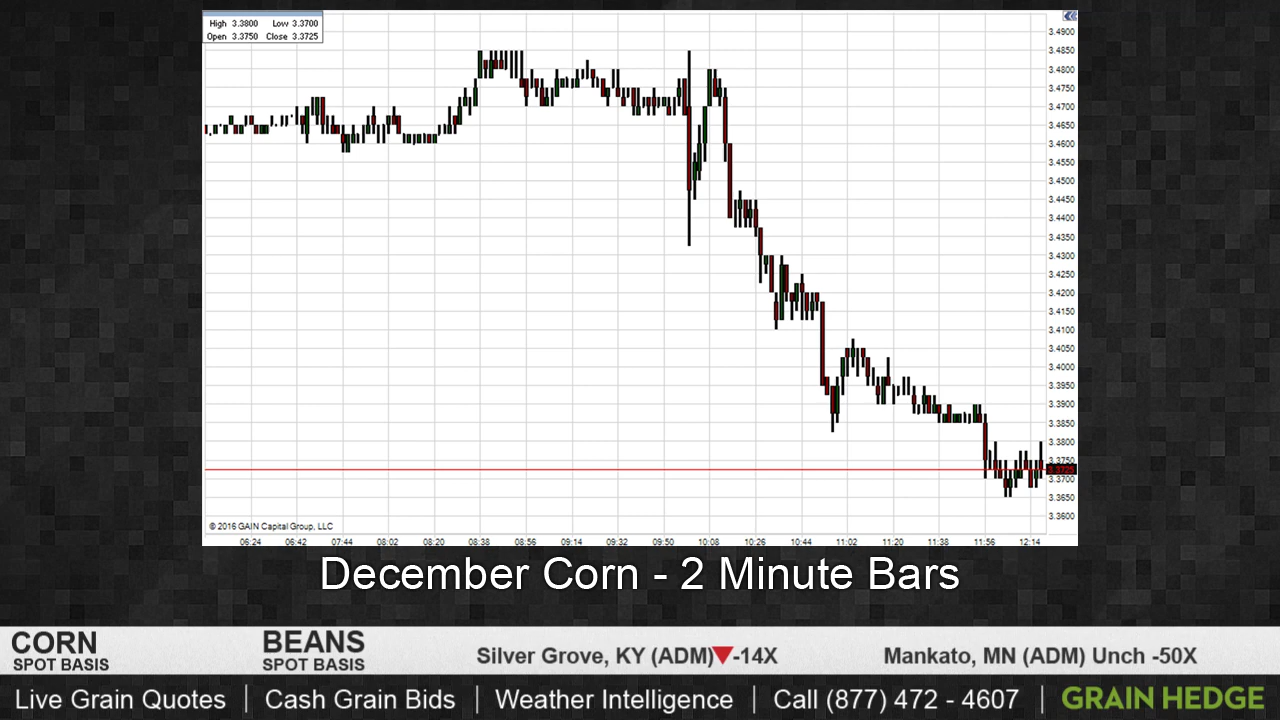 High 3.3800 Low 3.3700
Open 3.3750 Close 3.3725
3.4900
3.4850
3.4800
3.4750
3.4700
3.4650
3.4600
3.4550
3.4500
3.4450
3.4400
3.4350
3.4300
3.4250
3.4200
3.4150
3.4100
3.4050
3.4000
3.3950
3.3900
3.3850
3.3800
3.3750
3.3725
3.3700
3.3650
3.3600
© 2016 GAIN Capital Group, LLC
06:24 06:42 07:44 08:02 08:20 08:38 08:56 09:14 09:32 09:50 10:08 10:26 10:44 11:02 11:20 11:38 11:56 12:14
December Corn - 2 Minute Bars
CORN
SPOT BASIS
BEANS
SPOT BASIS
Silver Grove, KY (ADM) -14X
Mankato, MN (ADM) Unch -50X
Live Grain Quotes | Cash Grain Bids | Weather Intelligence | Call (877) 472 - 4607 | GRAIN HEDGE